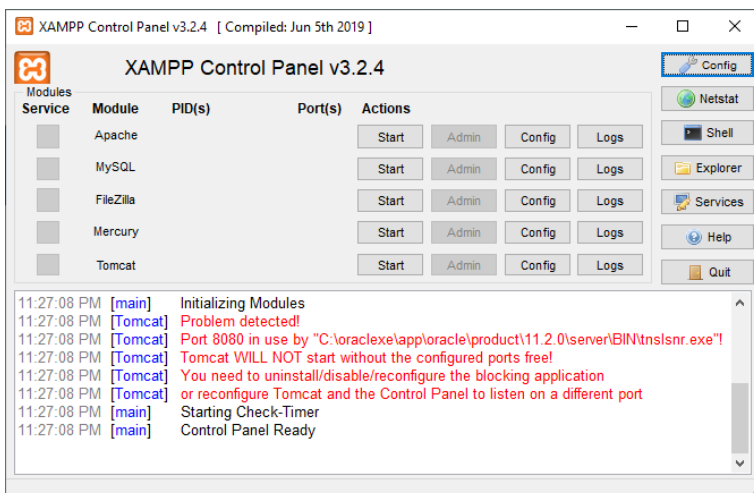 XAMPP Control Panel v3.2.4 [ Compiled: Jun 5th 2019 ]
XAMPP Control Panel v3.2.4
Config
Modules
Service Module PID(s) Port(s) Actions
Netstat
Apache Start Admin Config Logs
Shell
MySQL Start Admin Config Logs
Explorer
FileZilla Start Admin Config Logs
Services
Mercury Start Admin Config Logs
Help
Tomcat Start Admin Config Logs
Quit
11:27:08 PM [main] Initializing Modules
11:27:08 PM [Tomcat] Problem detected!
11:27:08 PM [Tomcat] Port 8080 in use by "C:\oraclexe\app\oracle\product\11.2.0\server\BIN\tnslsnr.exe"!
11:27:08 PM [Tomcat] Tomcat WILL NOT start without the configured ports free!
11:27:08 PM [Tomcat] You need to uninstall/disable/reconfigure the blocking application
11:27:08 PM [Tomcat] or reconfigure Tomcat and the Control Panel to listen on a different port
11:27:08 PM [main] Starting Check-Timer
11:27:08 PM [main] Control Panel Ready